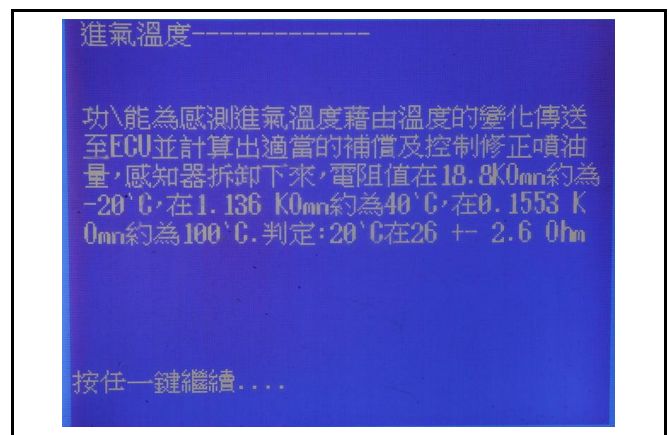 進氣溫度-------------
功\能為感測進氣溫度藉由溫度的變化傳送
至ECU並計算出適當的補償及控制修正噴油
量,感知器拆卸下來,電阻值在18.8KOmn約為
-20`C,在1.136 KOmn約為40`C,在0.1553 K
Omn約為100`C.判定:20`C在26 +- 2.6 Ohm
按任一鍵繼續....